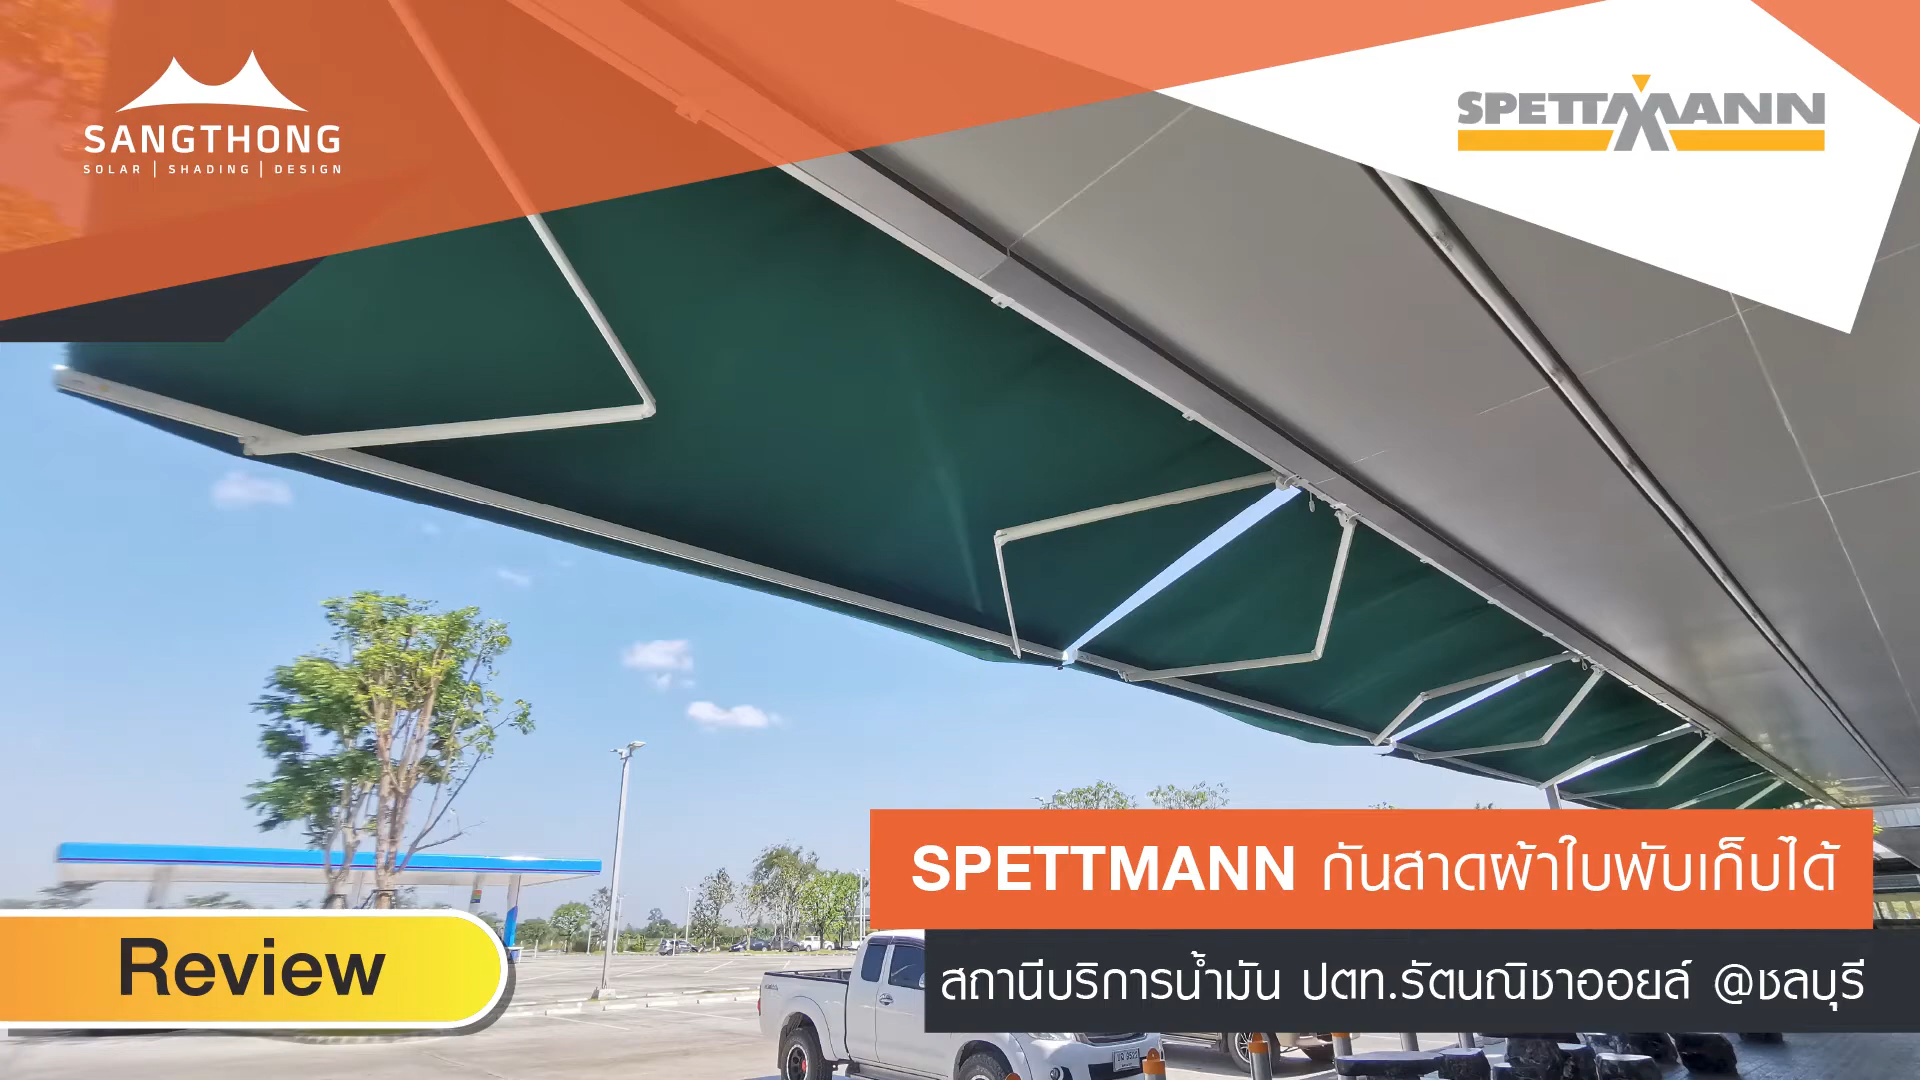 SANGTHONG
SOLAR | SHADING | DESIGN
SPETTMANN
SPETTMANN กันสาดผ้าใบพับเก็บได้
Review
สถานีบริการน้ำมัน ปตท.รัตนณิชาออยล์ @ชลบุรี